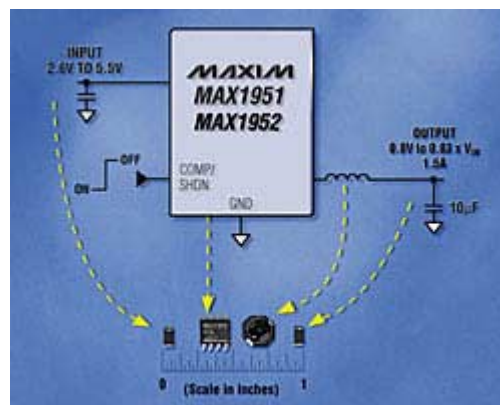 INPUT
2.6V TO 5.5V
MAXIM
MAX1951
MAX1952
OFF
ON
COMP/
SHDN
GND
OUTPUT
0.8V to 0.83 x VIN
1.5A
10µF
0 (Scale in Inches) 1